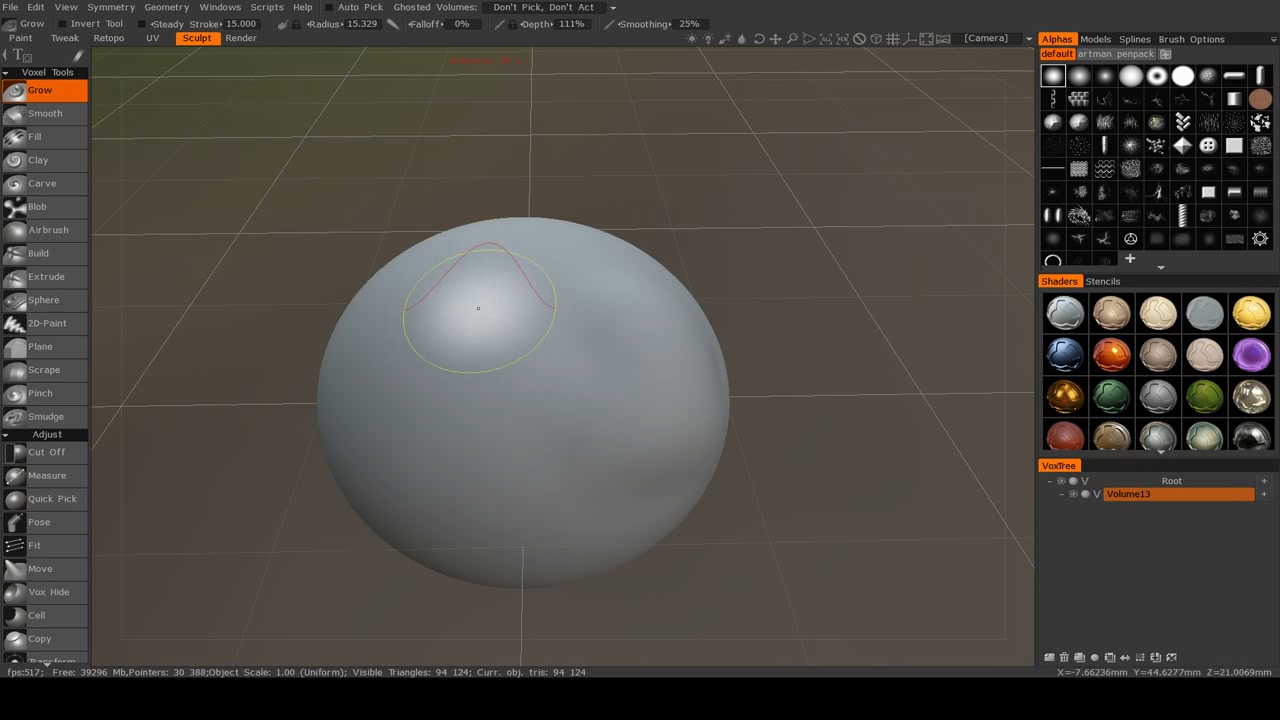 File Edit View Symmetry Geometry Windows Scripts Help Auto Pick Ghosted Volumes: Don't Pick, Don't Act
Grow Invert Tool Steady Stroke 15.000 Radius 15.329 Falloff 0% Depth 111% Smoothing 25%
Paint Tweak Retopo UV Sculpt Render [Camera]
Alphas Models Splines Brush Options
default artman penpack
Voxel Tools
Grow
Smooth
Fill
Clay
Carve
Blob
Airbrush
Build
Extrude
Sphere
2D-Paint
Plane
Scrape
Pinch
Smudge
Adjust
Cut Off
Measure
Quick Pick
Pose
Fit
Move
Vox Hide
Cell
Copy
Transform
Shaders Stencils
VoxTree
V Root
V Volume13
fps:517; Free: 39296 Mb,Pointers: 30 388;Object Scale: 1.00 (Uniform); Visible Triangles: 94 124; Curr. obj. tris: 94 124
X=-7.66236mm Y=44.6277mm Z=21.0069mm